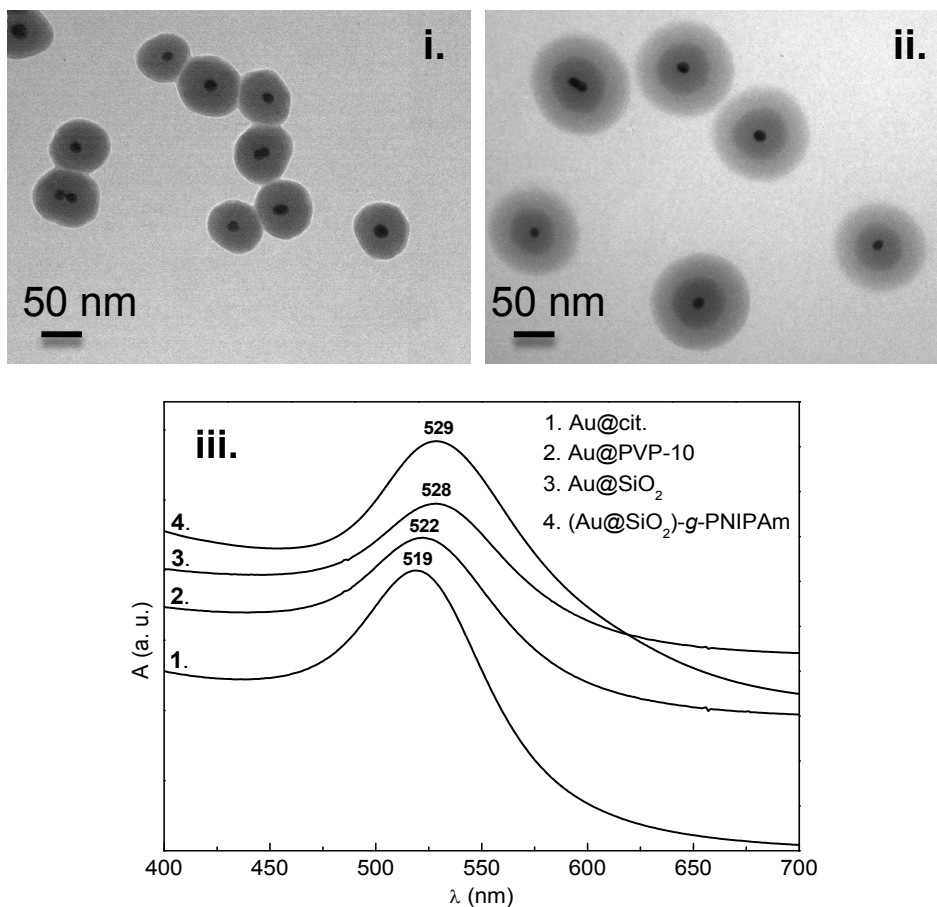 i.
50 nm
ii.
50 nm
iii.
529
528
522
519
1. Au@cit.
2. Au@PVP-10
3. Au@SiO₂
4. (Au@SiO₂)-g-PNIPAm
4.
3.
2.
1.
A (a. u.)
400 450 500 550 600 650 700
λ (nm)